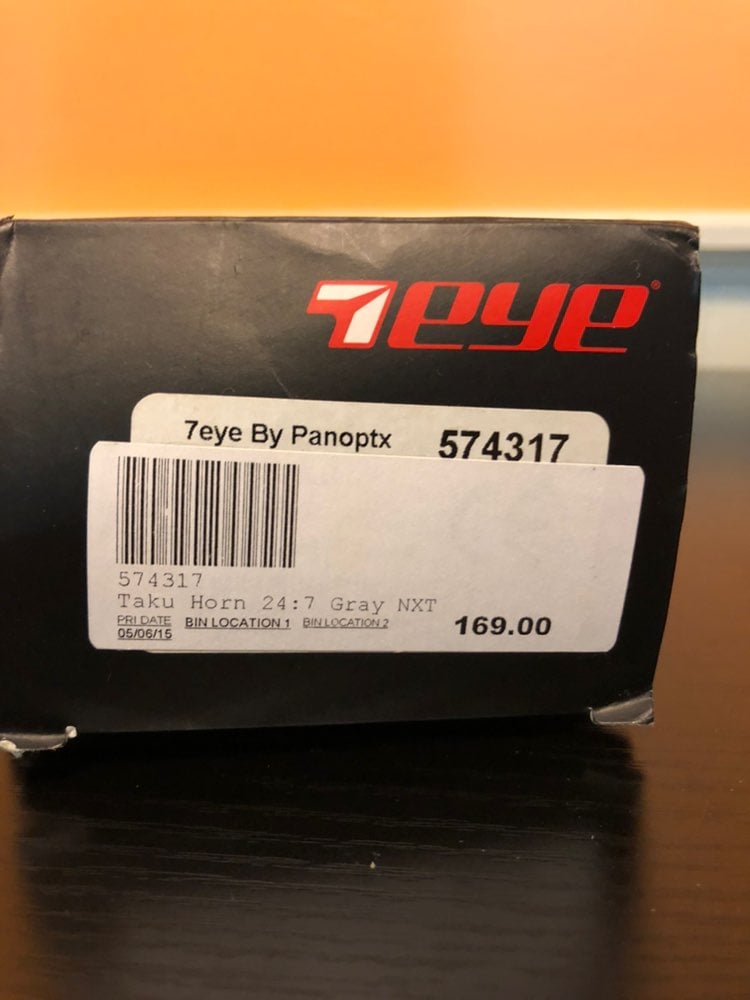 7eye®
7eye By Panoptx 574317
574317
Taku Horn 24:7 Gray NXT
PRI DATE BIN LOCATION 1 BIN LOCATION 2 169.00
05/06/15